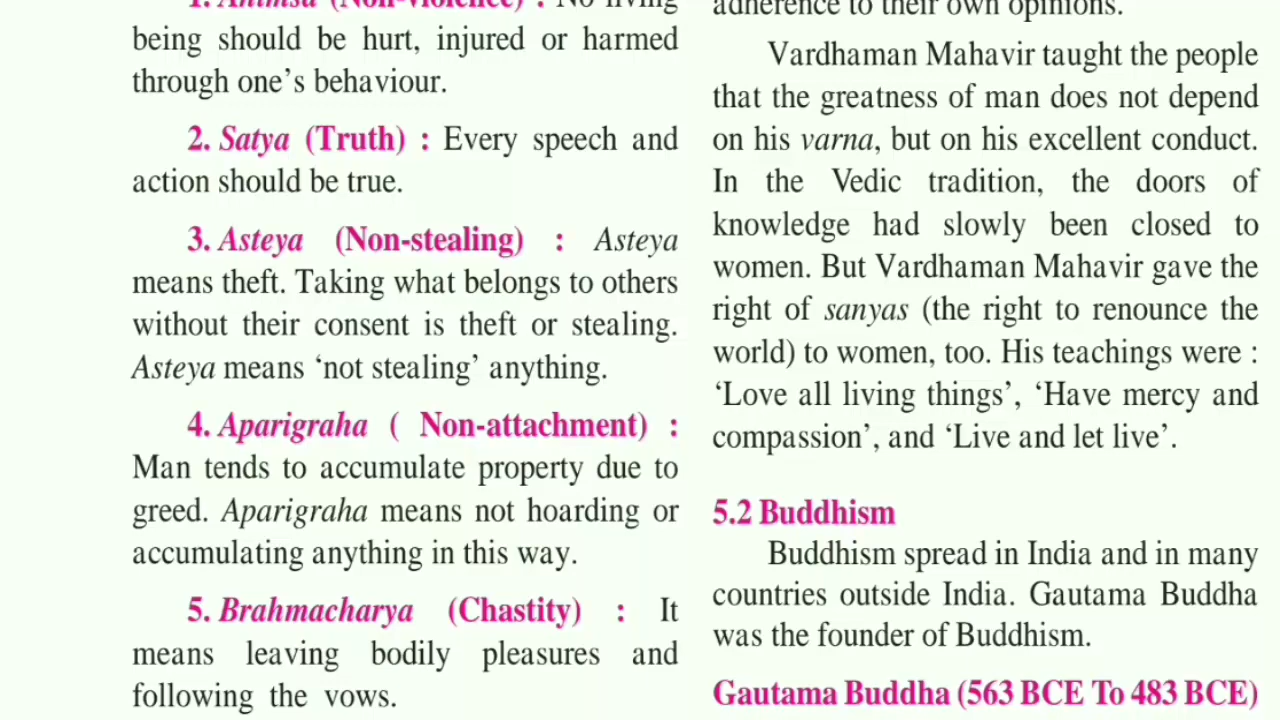 1. Ahimsa (Non-violence) : No living
being should be hurt, injured or harmed
through one's behaviour.
2. Satya (Truth) : Every speech and
action should be true.
3. Asteya (Non-stealing) : Asteya
means theft. Taking what belongs to others
without their consent is theft or stealing.
Asteya means ‘not stealing’ anything.
4. Aparigraha ( Non-attachment) :
Man tends to accumulate property due to
greed. Aparigraha means not hoarding or
accumulating anything in this way.
5. Brahmacharya (Chastity) : It
means leaving bodily pleasures and
following the vows.
adherence to their own opinions.
Vardhaman Mahavir taught the people
that the greatness of man does not depend
on his varna, but on his excellent conduct.
In the Vedic tradition, the doors of
knowledge had slowly been closed to
women. But Vardhaman Mahavir gave the
right of sanyas (the right to renounce the
world) to women, too. His teachings were :
‘Love all living things’, ‘Have mercy and
compassion’, and ‘Live and let live’.
5.2 Buddhism
Buddhism spread in India and in many
countries outside India. Gautama Buddha
was the founder of Buddhism.
Gautama Buddha (563 BCE To 483 BCE)